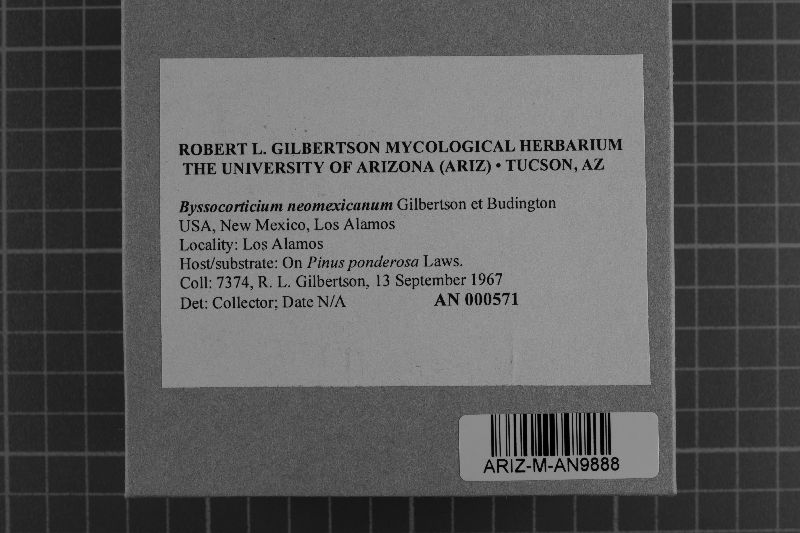 ROBERT L. GILBERTSON MYCOLOGICAL HERBARIUM
THE UNIVERSITY OF ARIZONA (ARIZ) • TUCSON, AZ
Byssocorticium neomexicanum Gilbertson et Budington
USA, New Mexico, Los Alamos
Locality: Los Alamos
Host/substrate: On Pinus ponderosa Laws.
Coll: 7374, R. L. Gilbertson, 13 September 1967
Det: Collector; Date N/A AN 000571
ARIZ-M-AN9888